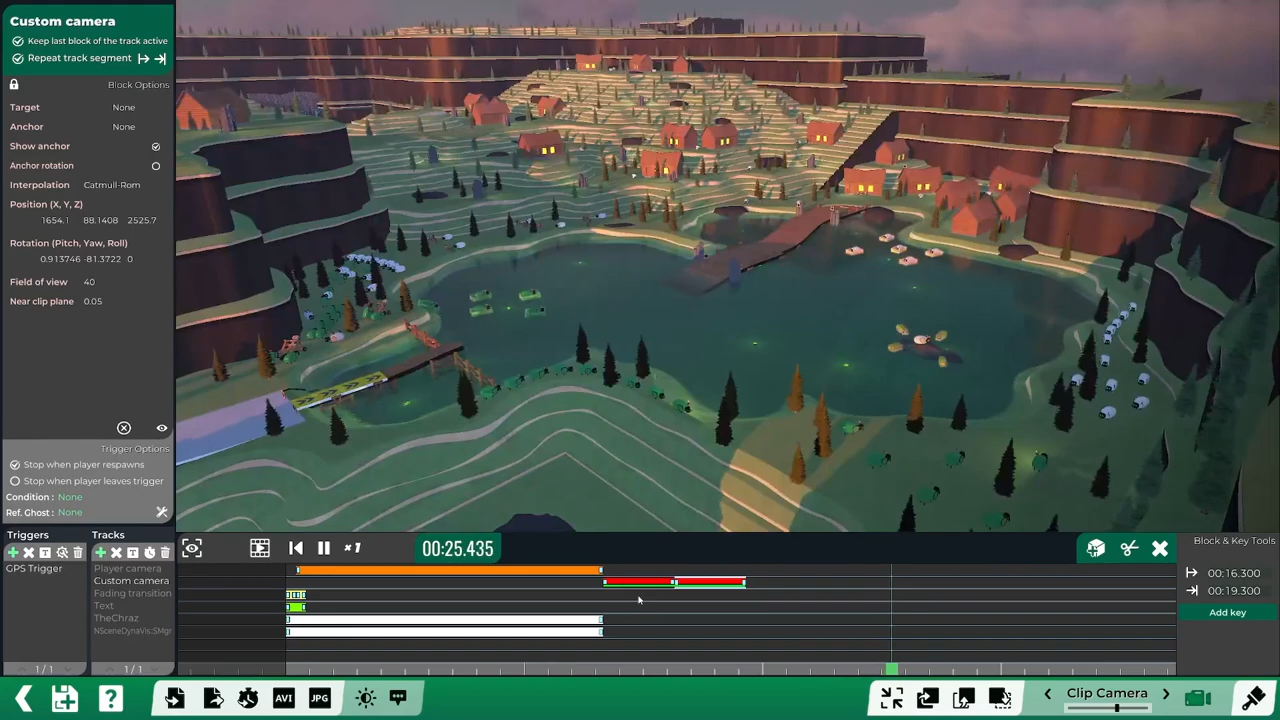 Custom camera
Keep last block of the track active
Repeat track segment
Block Options
Target None
Anchor None
Show anchor
Anchor rotation
Interpolation Catmull-Rom
Position (X, Y, Z)
1654.1 88.1408 2525.7
Rotation (Pitch, Yaw, Roll)
0.913746 -81.3722 0
Field of view 40
Near clip plane 0.05
Trigger Options
Stop when player respawns
Stop when player leaves trigger
Condition : None
Ref. Ghost : None
Triggers
GPS Trigger
1 / 1
Tracks
Player camera
Custom camera
Fading transition
Text
TheChraz
NSceneDynaVis::SMgr
1 / 1
× 1
00:25.435
Block & Key Tools
00:16.300
00:19.300
Add key
?
AVI
JPG
Clip Camera